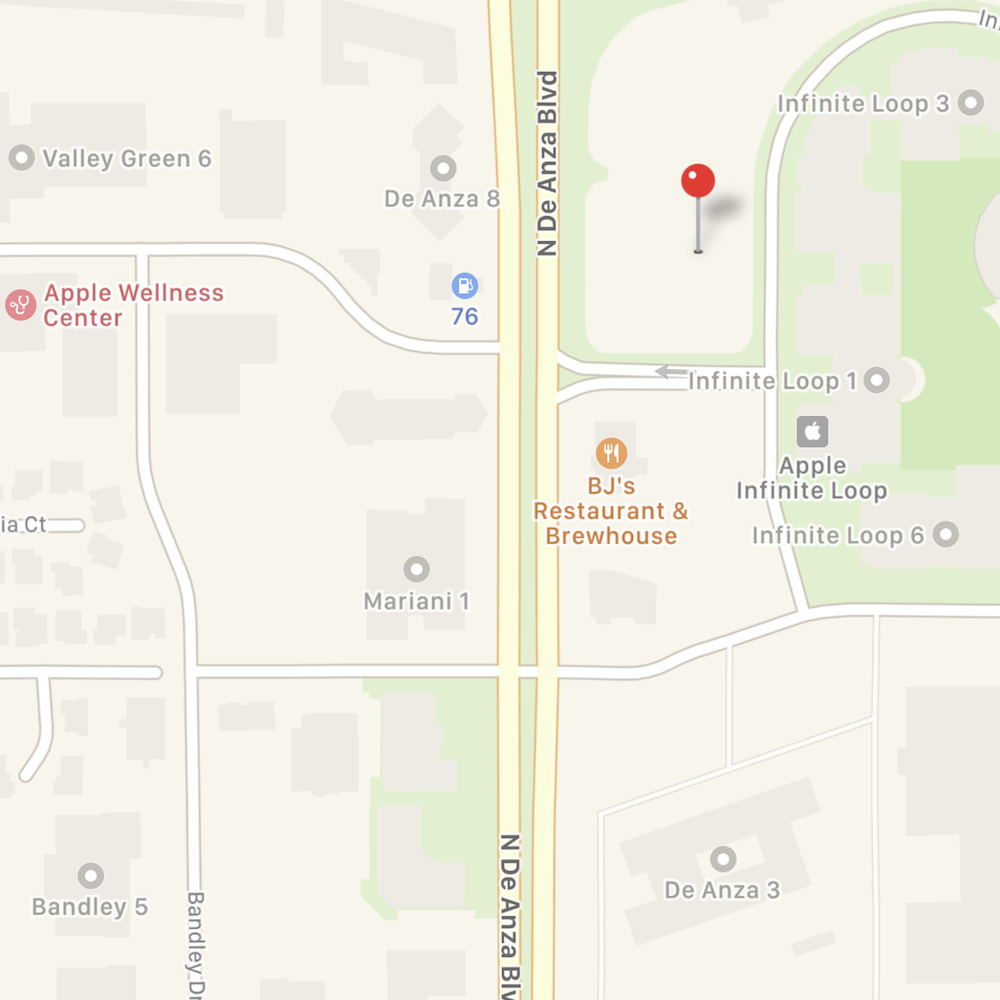 In
Infinite Loop 3
N De Anza Blvd
Valley Green 6
De Anza 8
Apple Wellness
Center
76
Infinite Loop 1
BJ's
Restaurant &
Brewhouse
Apple
Infinite Loop
ia Ct
Infinite Loop 6
Mariani 1
N De Anza Blv
De Anza 3
Bandley 5
Bandley Dr